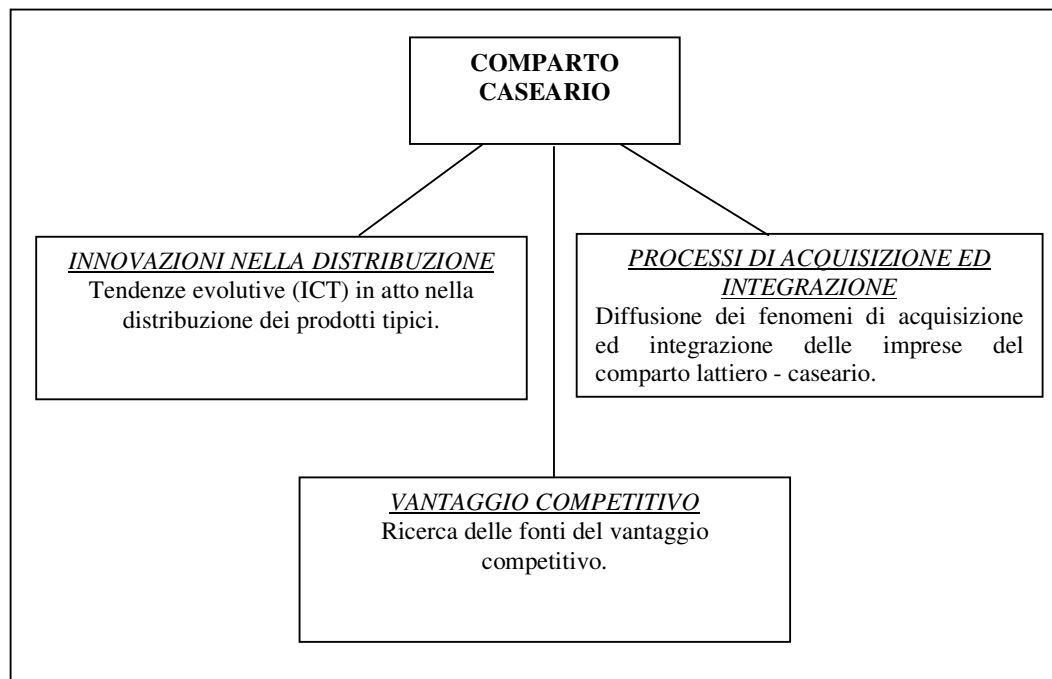 COMPARTO
CASEARIO
INNOVAZIONI NELLA DISTRIBUZIONE
Tendenze evolutive (ICT) in atto nella
distribuzione dei prodotti tipici.
PROCESSI DI ACQUISIZIONE ED
INTEGRAZIONE
Diffusione dei fenomeni di acquisizione
ed integrazione delle imprese del
comparto lattiero - caseario.
VANTAGGIO COMPETITIVO
Ricerca delle fonti del vantaggio
competitivo.